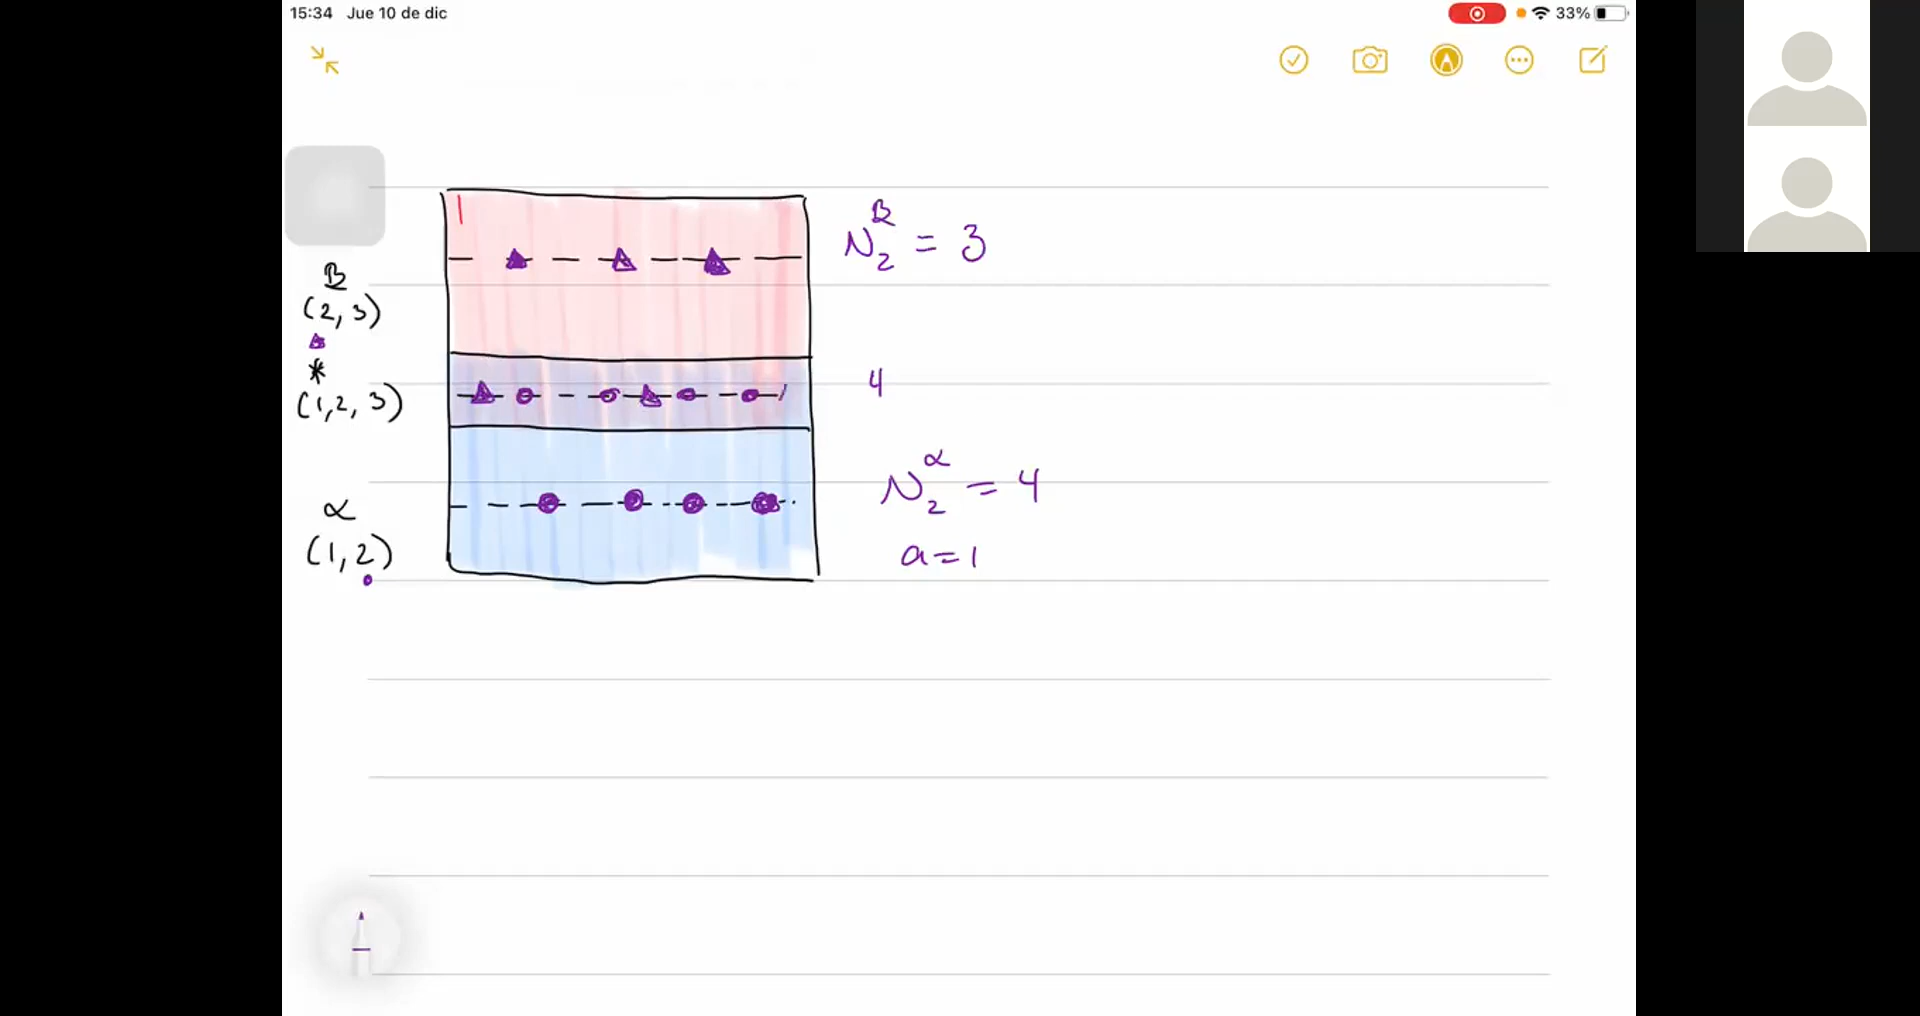 15:34 Jue 10 de dic 33%
N₂ᴮ = 3
B
(2, 3)
*
(1, 2, 3)
4
N₂^α = 4
α
(1, 2)
a = 1